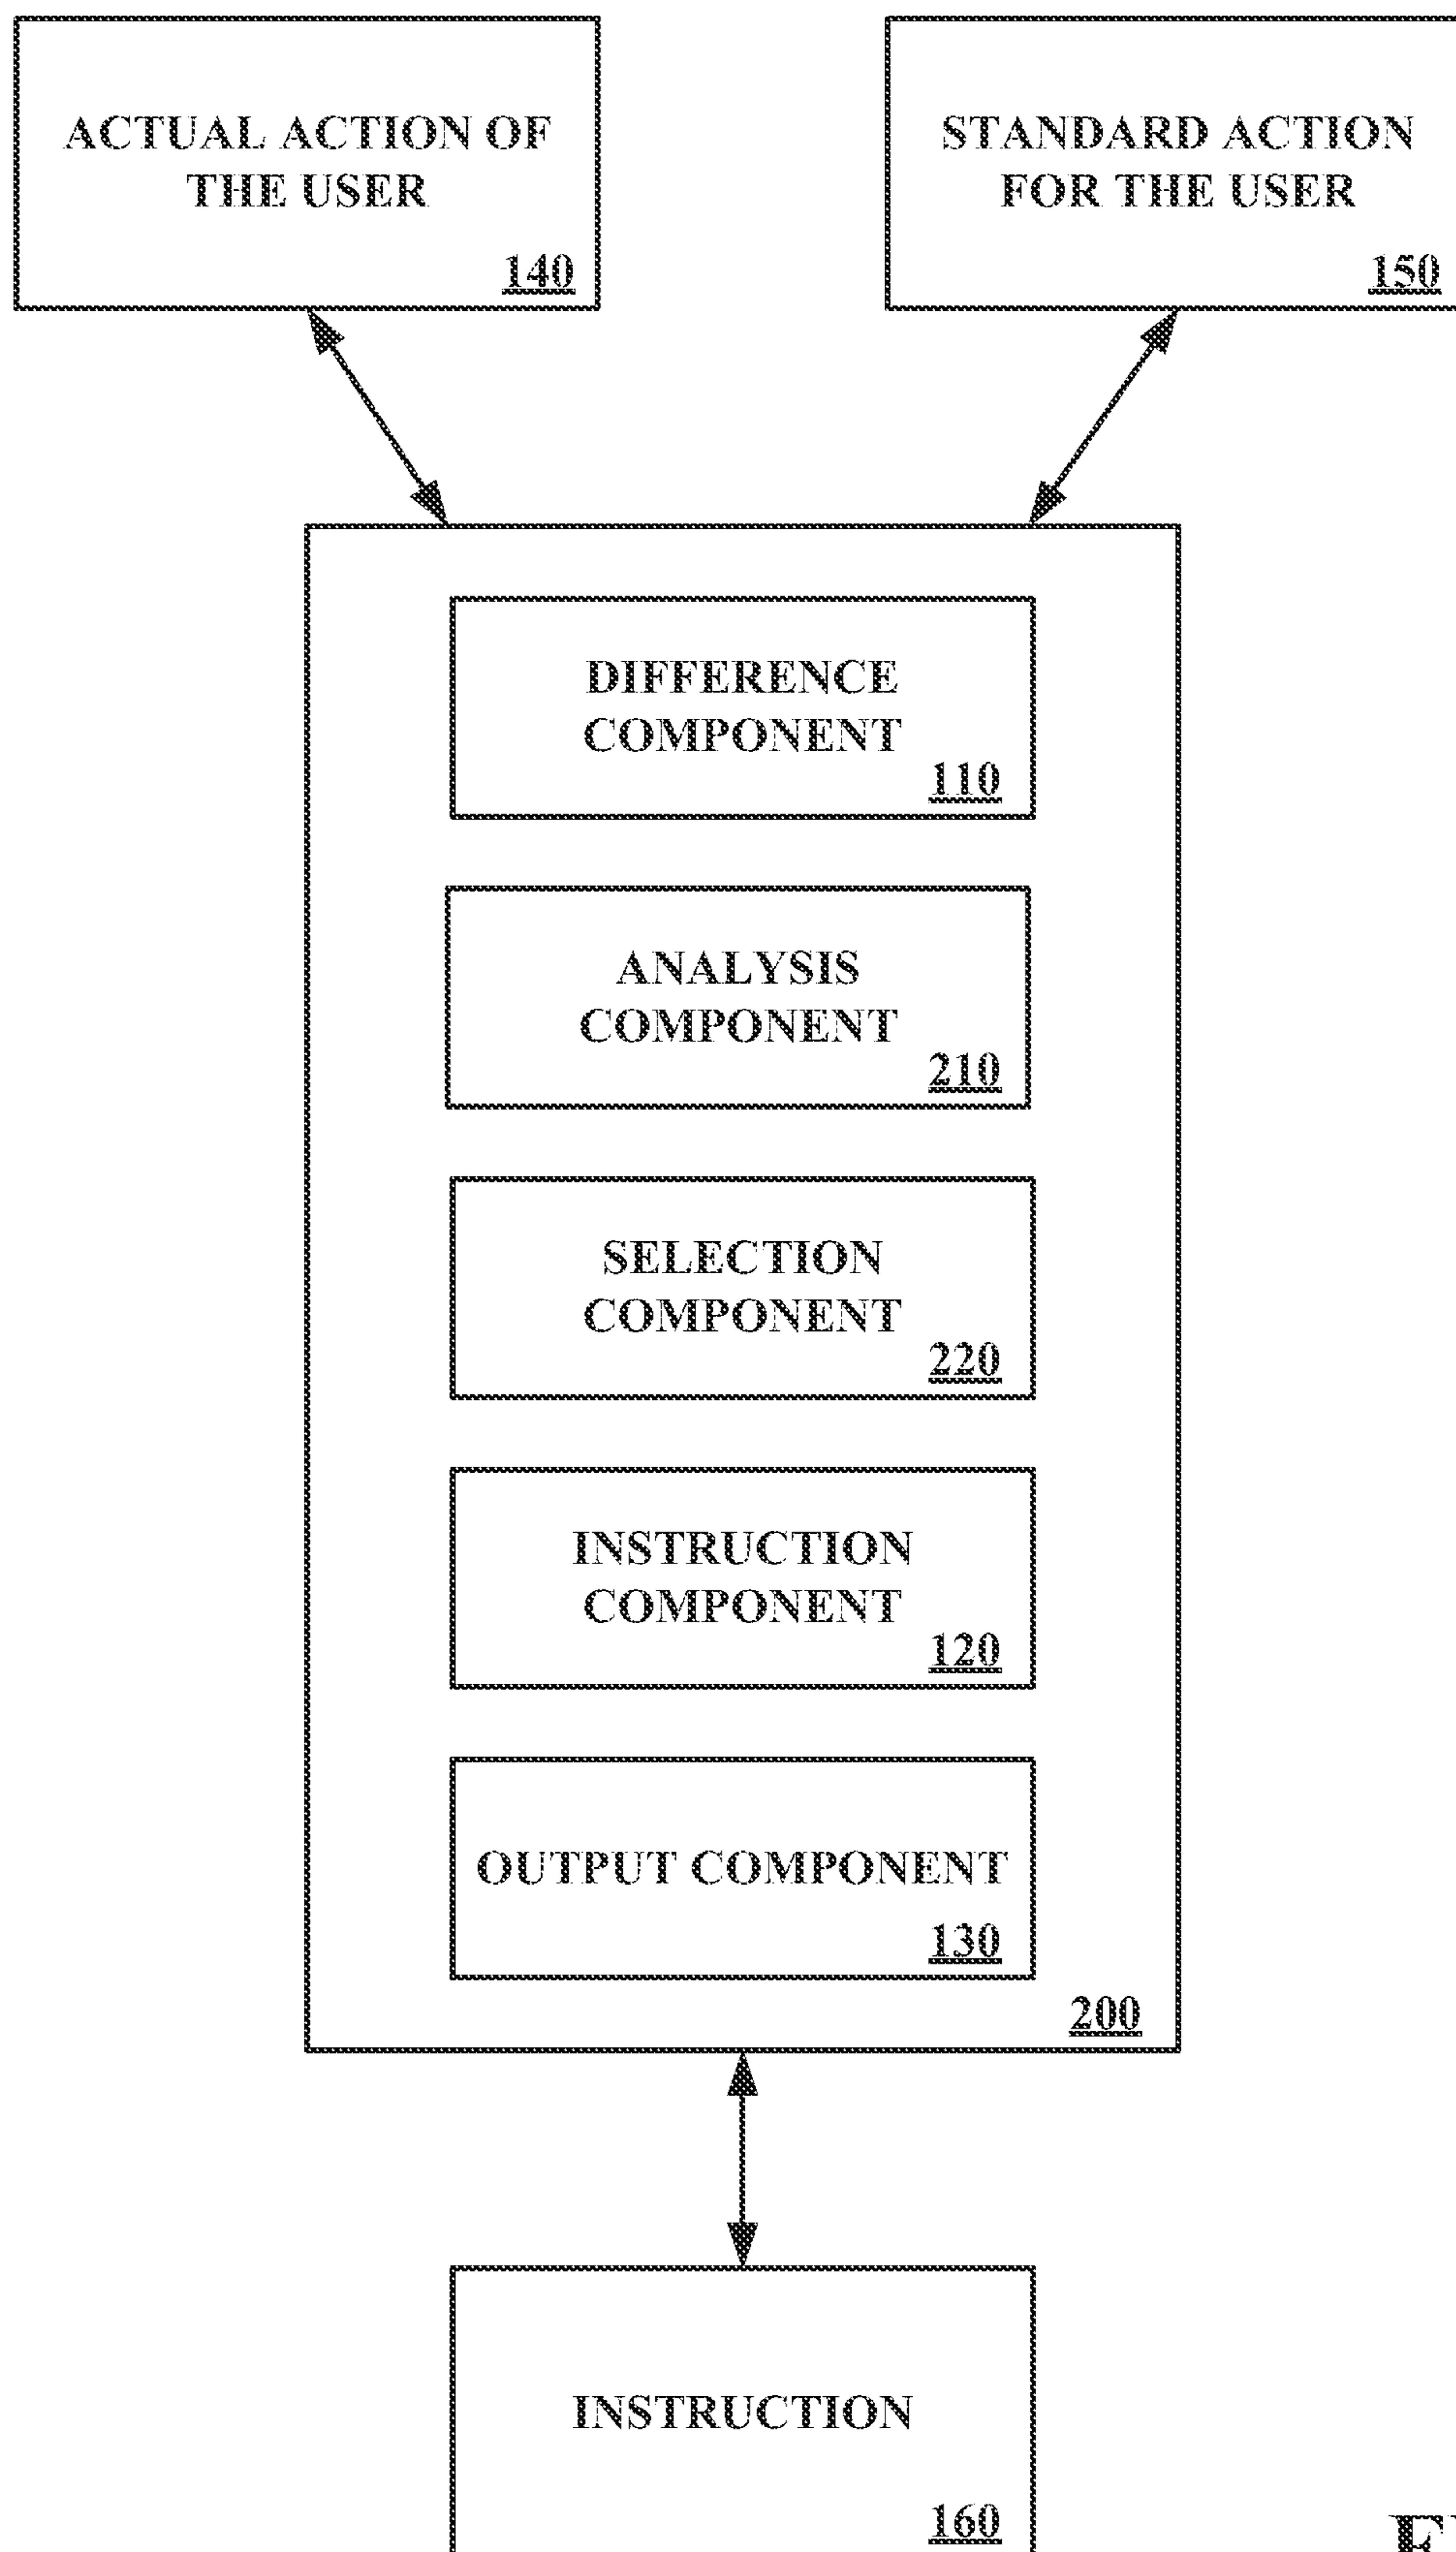 ACTUAL ACTION OF
THE USER
140
STANDARD ACTION
FOR THE USER
150
DIFFERENCE
COMPONENT
110
ANALYSIS
COMPONENT
210
SELECTION
COMPONENT
220
INSTRUCTION
COMPONENT
120
OUTPUT COMPONENT
130
200
INSTRUCTION
160